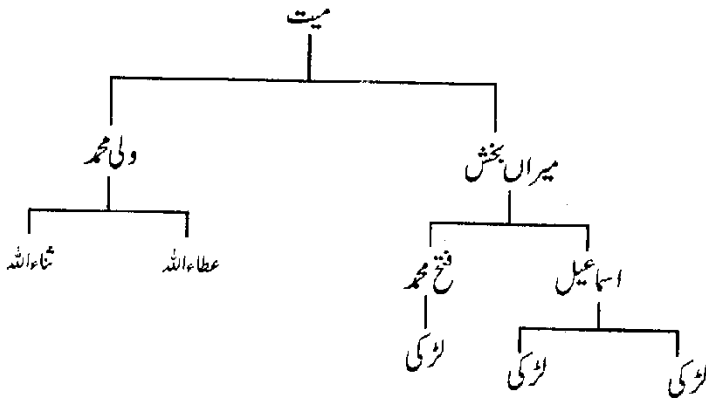 میت
میراں بخش ولی محمد
اسماعیل فتح محمد عطاءاللہ ثناءاللہ
لڑکی لڑکی لڑکی